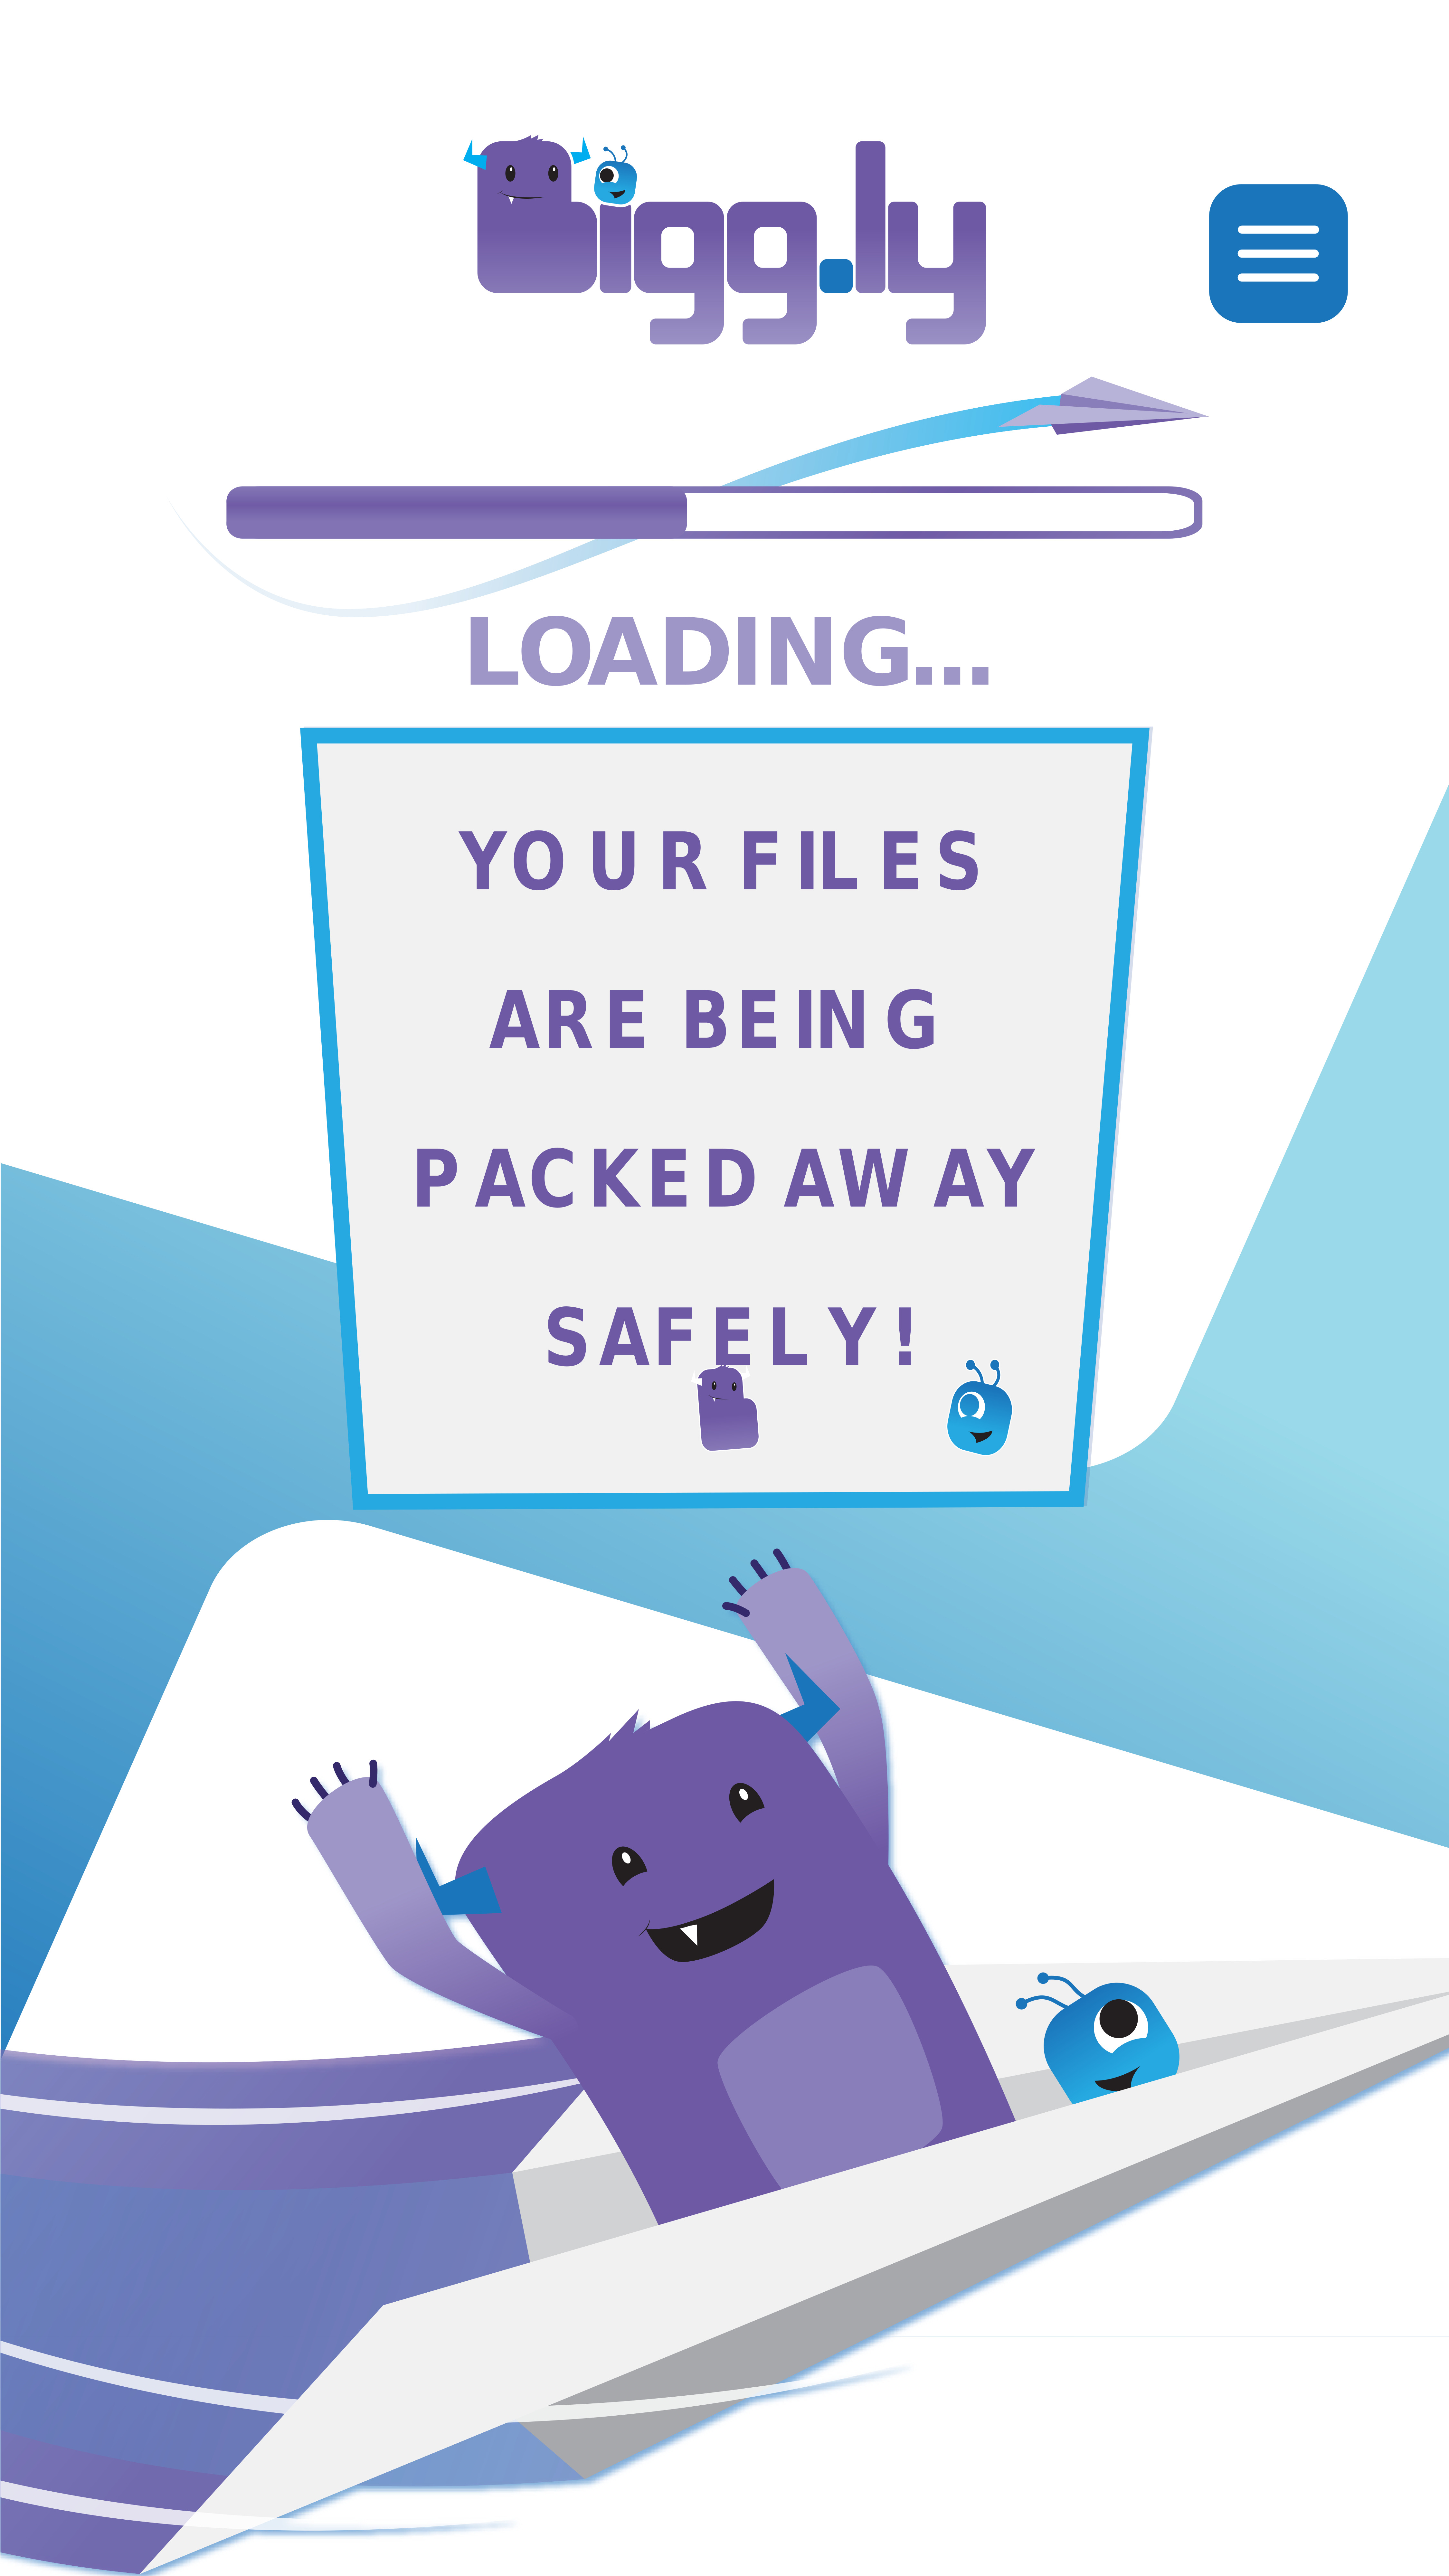 bigg.ly
LOADING...
YOUR FILES
ARE BEING
PACKED AWAY
SAFELY!